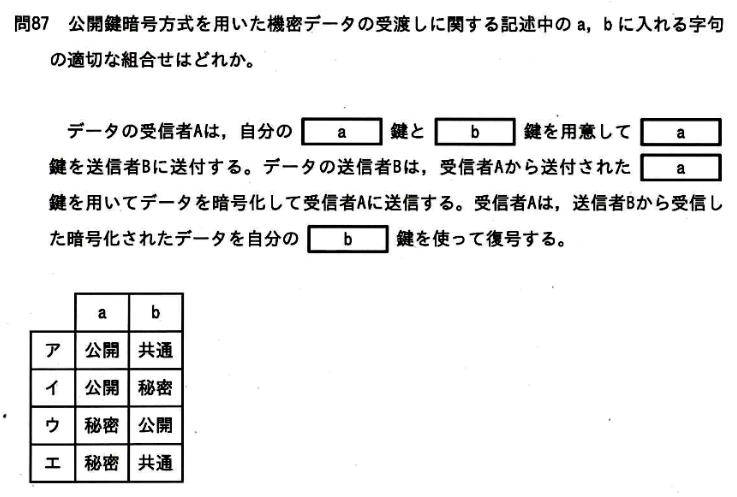 問87 公開鍵暗号方式を用いた機密データの受渡しに関する記述中の a，b に入れる字句
の適切な組合せはどれか。
データの受信者Aは，自分の a 鍵と b 鍵を用意して a
鍵を送信者Bに送付する。データの送信者Bは，受信者Aから送付された a
鍵を用いてデータを暗号化して受信者Aに送信する。受信者Aは，送信者Bから受信し
た暗号化されたデータを自分の b 鍵を使って復号する。
a b
ア 公開 共通
イ 公開 秘密
ウ 秘密 公開
エ 秘密 共通